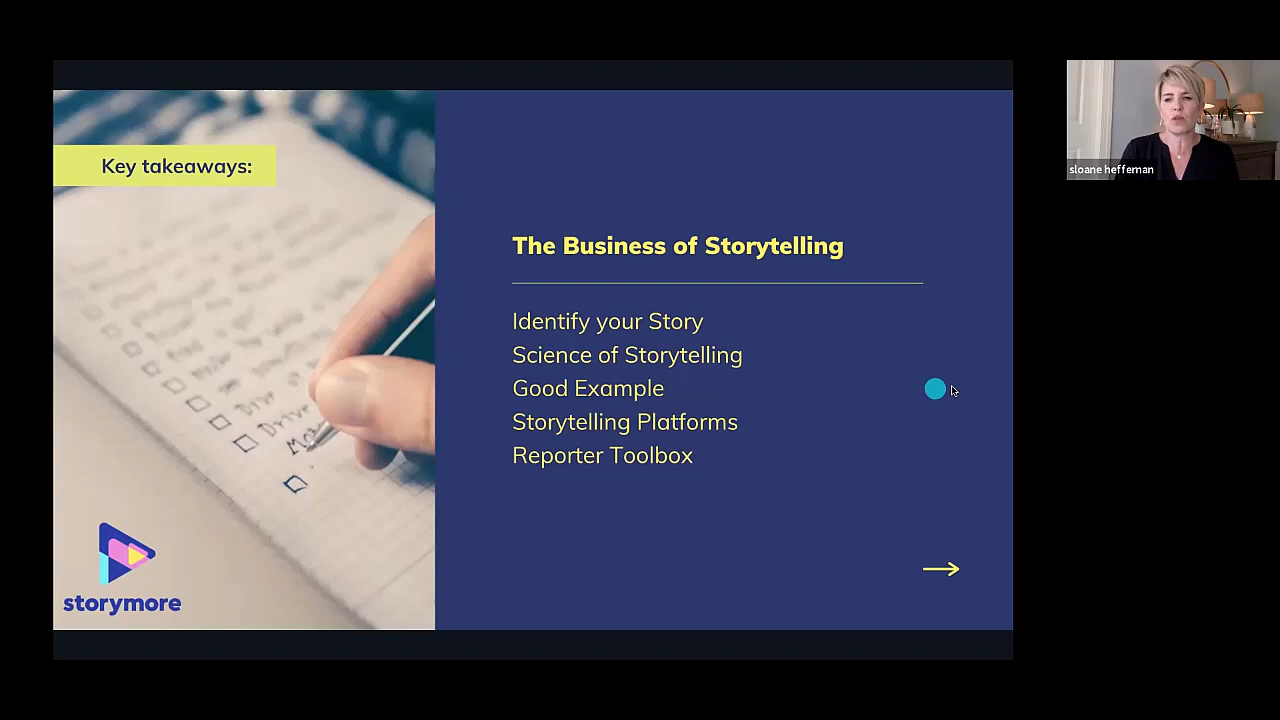 Key takeaways:
The Business of Storytelling
Identify your Story
Science of Storytelling
Good Example
Storytelling Platforms
Reporter Toolbox
storymore
sloane heffernan